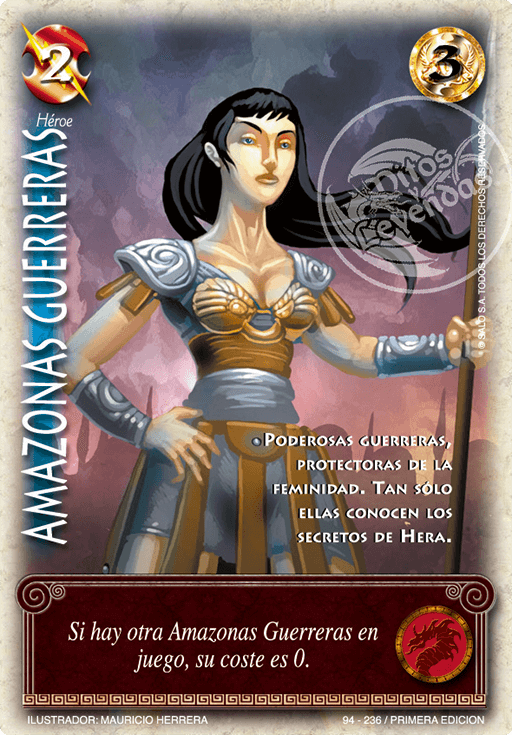 2
3
Héroe
AMAZONAS GUERRERAS
Mitos
y
Leyendas
© SALO S.A. TODOS LOS DERECHOS RESERVADOS
PODEROSAS GUERRERAS,
PROTECTORAS DE LA
FEMINIDAD. TAN SÓLO
ELLAS CONOCEN LOS
SECRETOS DE HERA.
Si hay otra Amazonas Guerreras en
juego, su coste es 0.
ILUSTRADOR: MAURICIO HERRERA
94 - 236 / PRIMERA EDICION